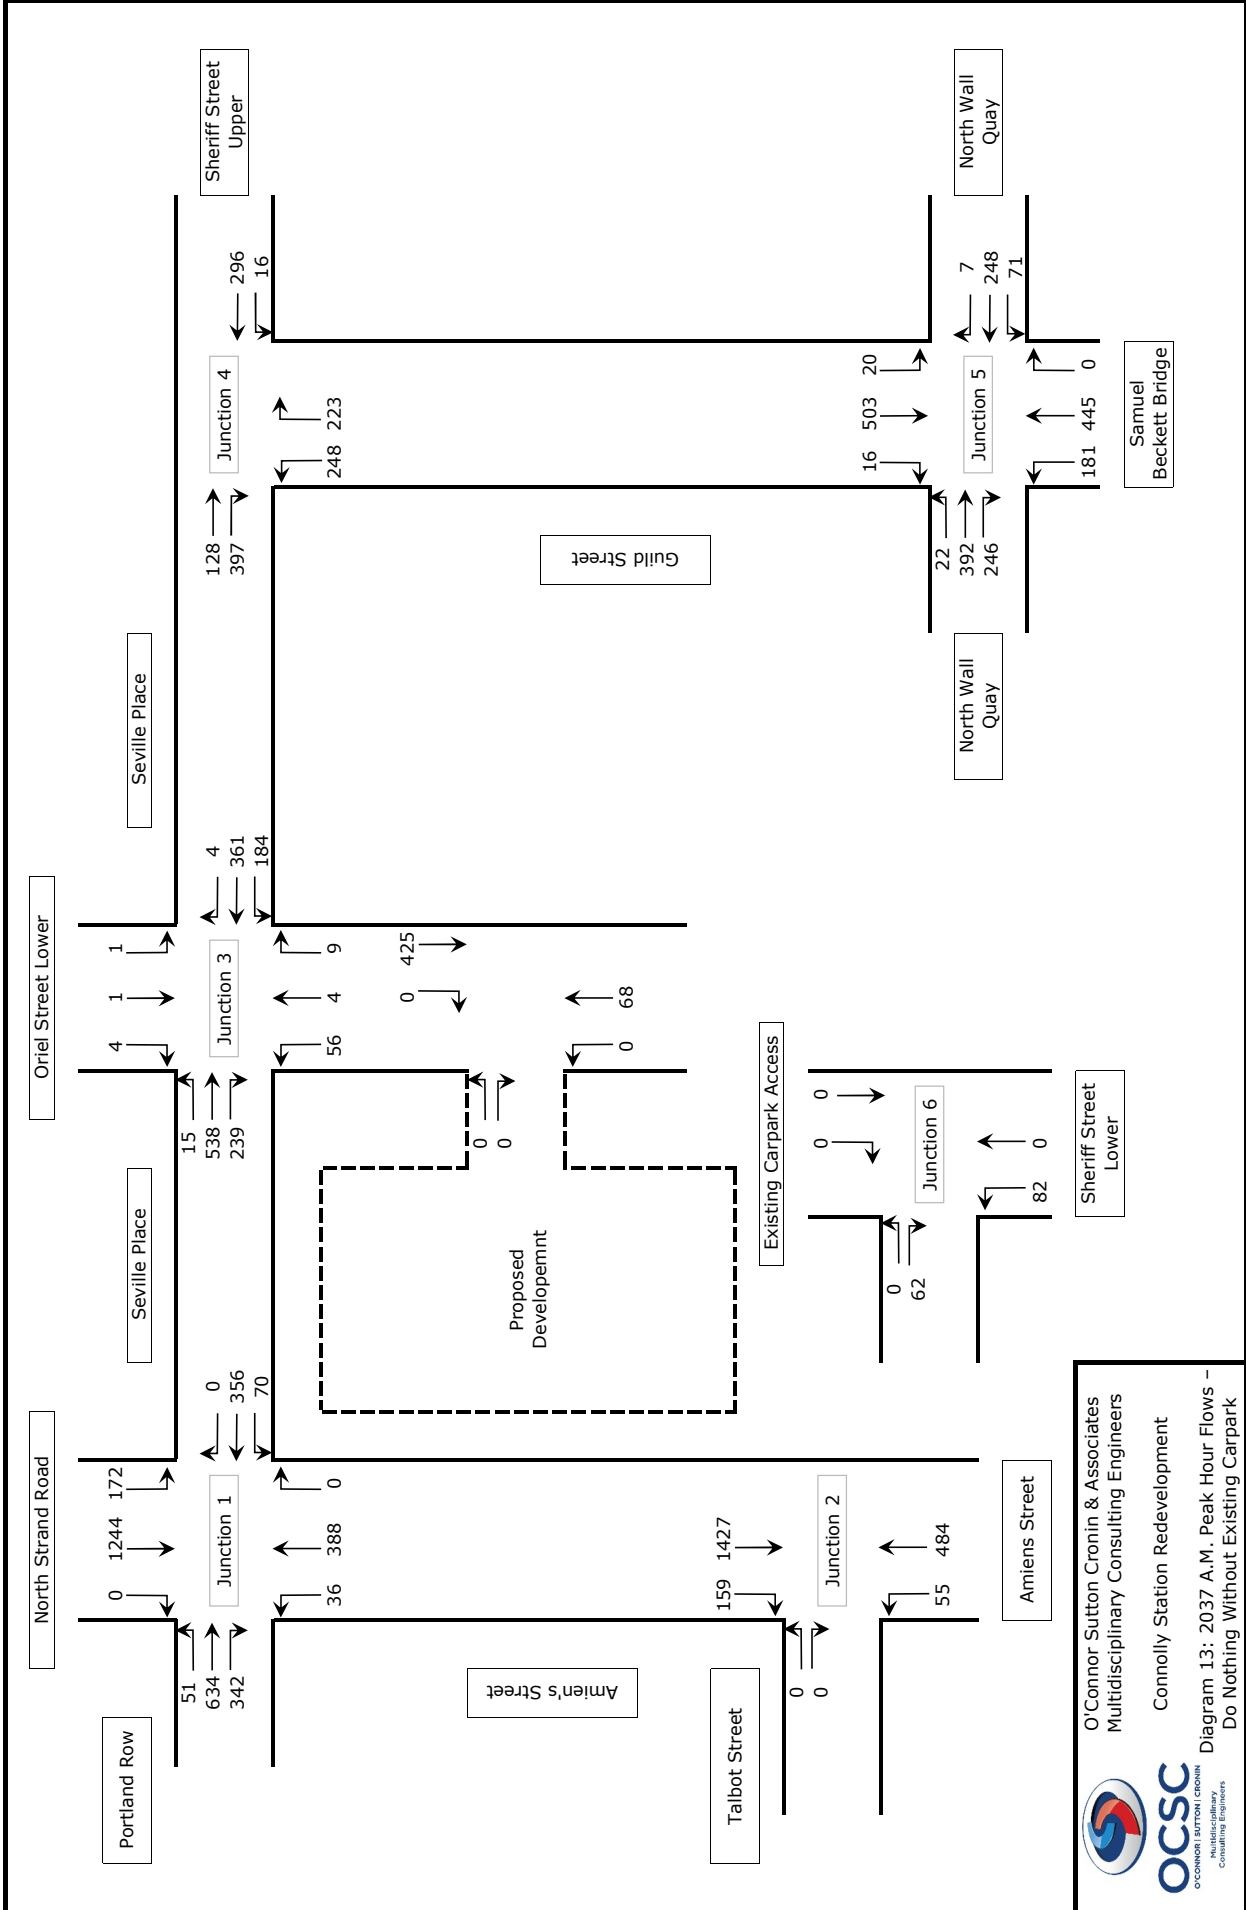 North Strand Road
Oriel Street Lower
Portland Row
Seville Place
Seville Place
Sheriff Street
Upper
0
1244
172
4
1
1
51
634
342
Junction 1
0
356
70
15
538
239
Junction 3
4
361
184
128
397
Junction 4
296
16
36
388
0
56
4
9
248
223
0
425
Amien's Street
Proposed
Developemnt
0
0
0
68
Guild Street
159
1427
Talbot Street
0
0
Junction 2
55
484
Amiens Street
Existing Carpark Access
0
0
0
62
Junction 6
82
0
Sheriff Street
Lower
16
503
20
North Wall
Quay
22
392
246
Junction 5
7
248
71
North Wall
Quay
181
445
0
Samuel
Beckett Bridge
OCSC
O'CONNOR | SUTTON | CRONIN
Multidisciplinary
Consulting Engineers
O'Connor Sutton Cronin & Associates
Multidisciplinary Consulting Engineers
Connolly Station Redevelopment
Diagram 13: 2037 A.M. Peak Hour Flows –
Do Nothing Without Existing Carpark